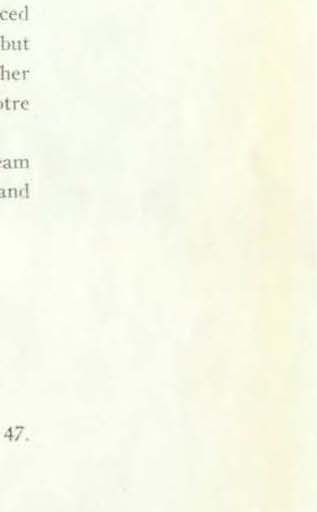 ced
but
her
otre
eam
and
47.